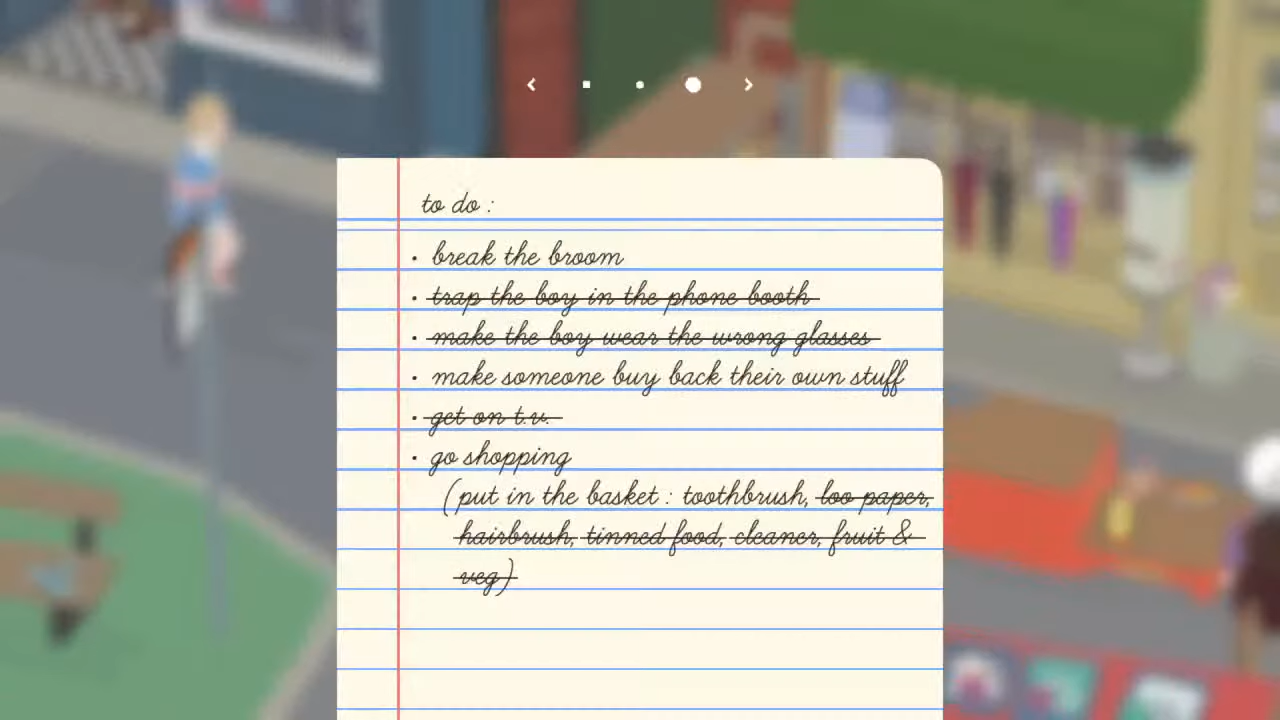 to do :
• break the broom
• trap the boy in the phone booth
• make the boy wear the wrong glasses
• make someone buy back their own stuff
• get on t.v.
• go shopping
(put in the basket : toothbrush, loo paper,
hairbrush, tinned food, cleaner, fruit &
veg)